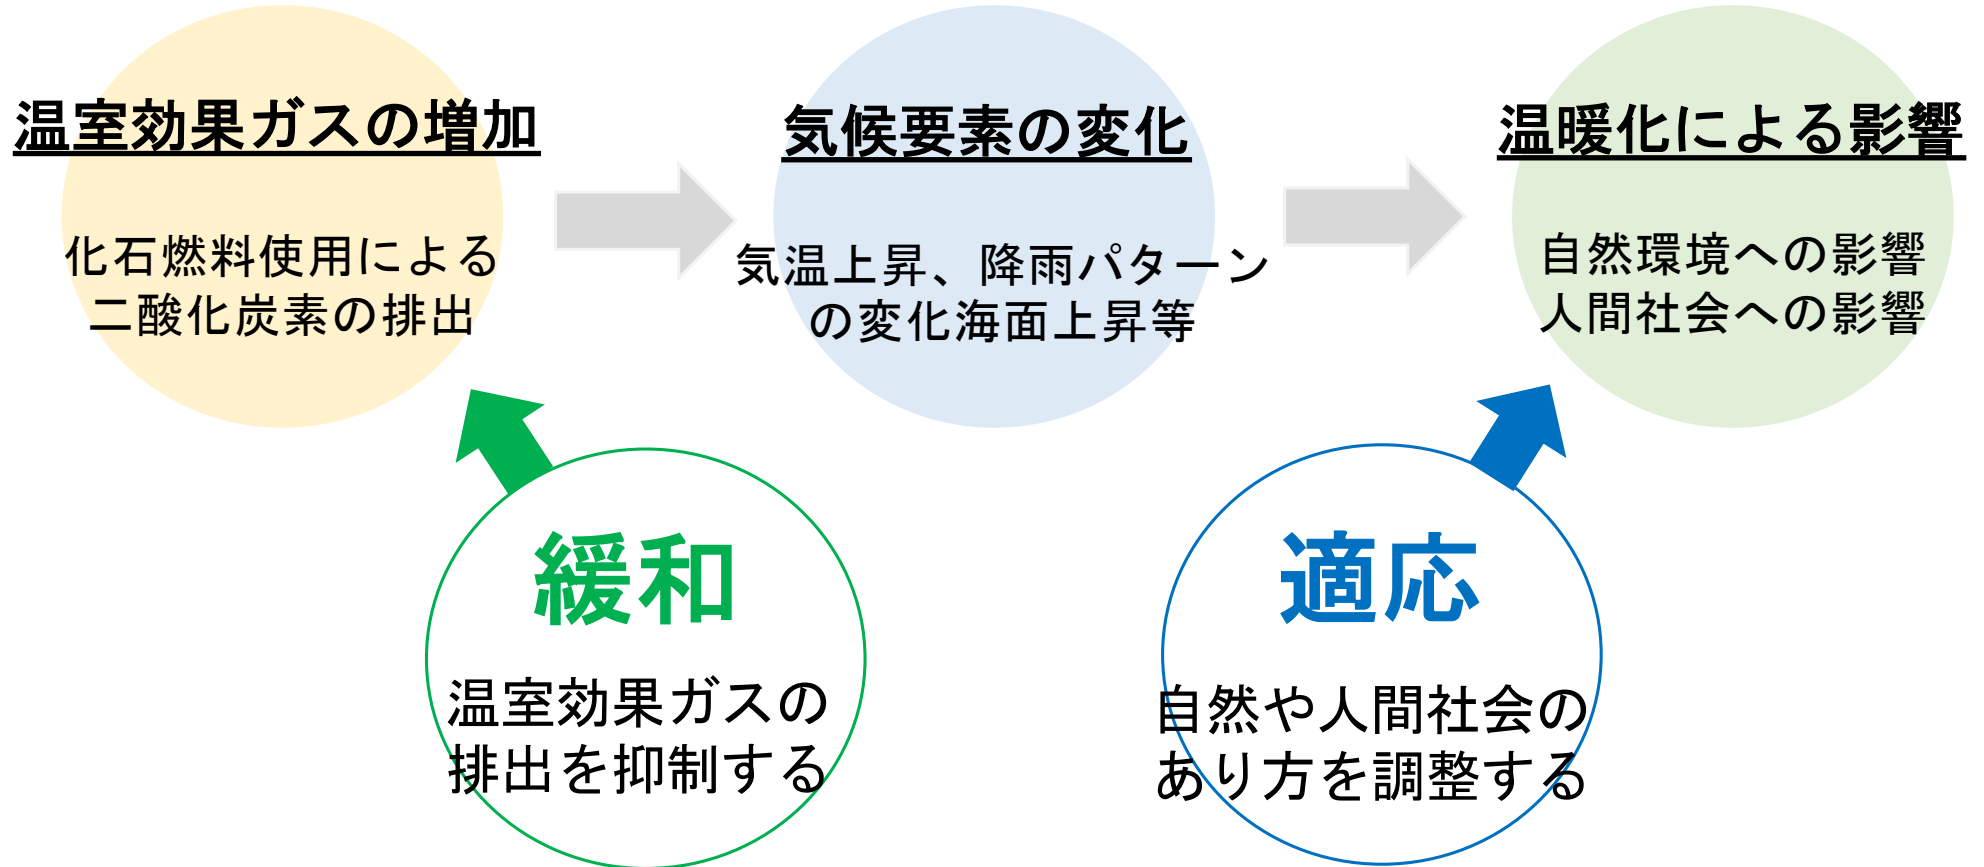 温室効果ガスの増加
化石燃料使用による
二酸化炭素の排出
気候要素の変化
気温上昇、降雨パターン
の変化海面上昇等
温暖化による影響
自然環境への影響
人間社会への影響
緩和
温室効果ガスの
排出を抑制する
適応
自然や人間社会の
あり方を調整する